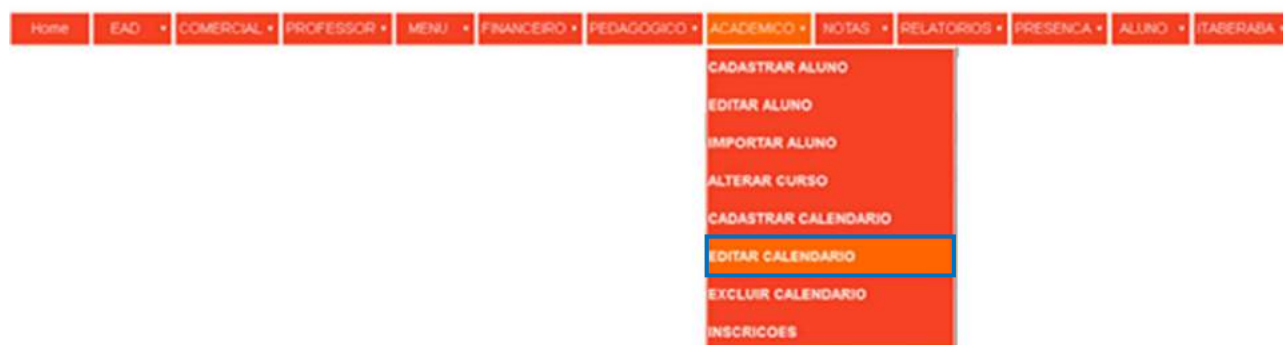 Home EAD COMERCIAL PROFESSOR MENU FINANCEIRO PEDAGOGICO ACADEMICO NOTAS RELATORIOS PRESENCA ALUNO ITABERABA
CADASTRAR ALUNO
EDITAR ALUNO
IMPORTAR ALUNO
ALTERAR CURSO
CADASTRAR CALENDARIO
EDITAR CALENDARIO
EXCLUIR CALENDARIO
INSCRICOES